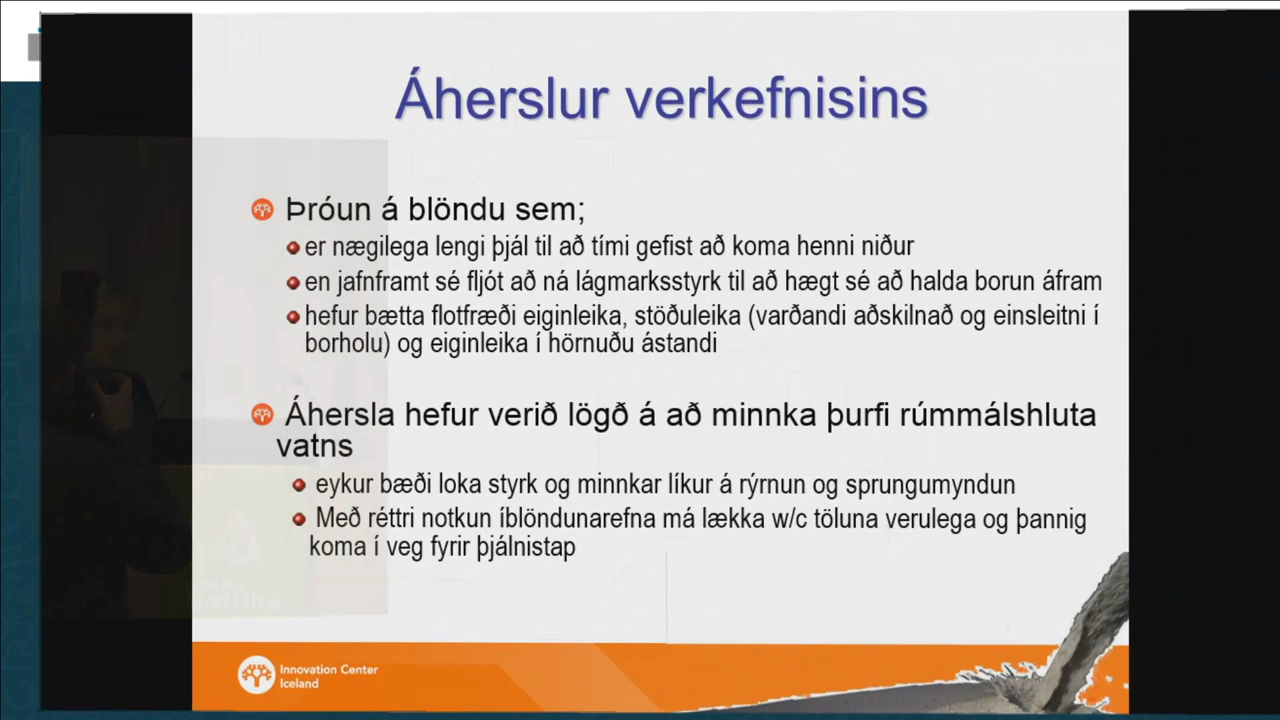 Áherslur verkefnisins
Þróun á blöndu sem;
er nægilega lengi þjál til að tími gefist að koma henni niður
en jafnframt sé fljót að ná lágmarksstyrk til að hægt sé að halda borun áfram
hefur bætta flotfræði eiginleika, stöðuleika (varðandi aðskilnað og einsleitni í
borholu) og eiginleika í hörnuðu ástandi
Áhersla hefur verið lögð á að minnka þurfi rúmmálshluta
vatns
eykur bæði loka styrk og minnkar líkur á rýrnun og sprungumyndun
Með réttri notkun íblöndunarefna má lækka w/c töluna verulega og þannig
koma í veg fyrir þjálnistap
Innovation Center
Iceland